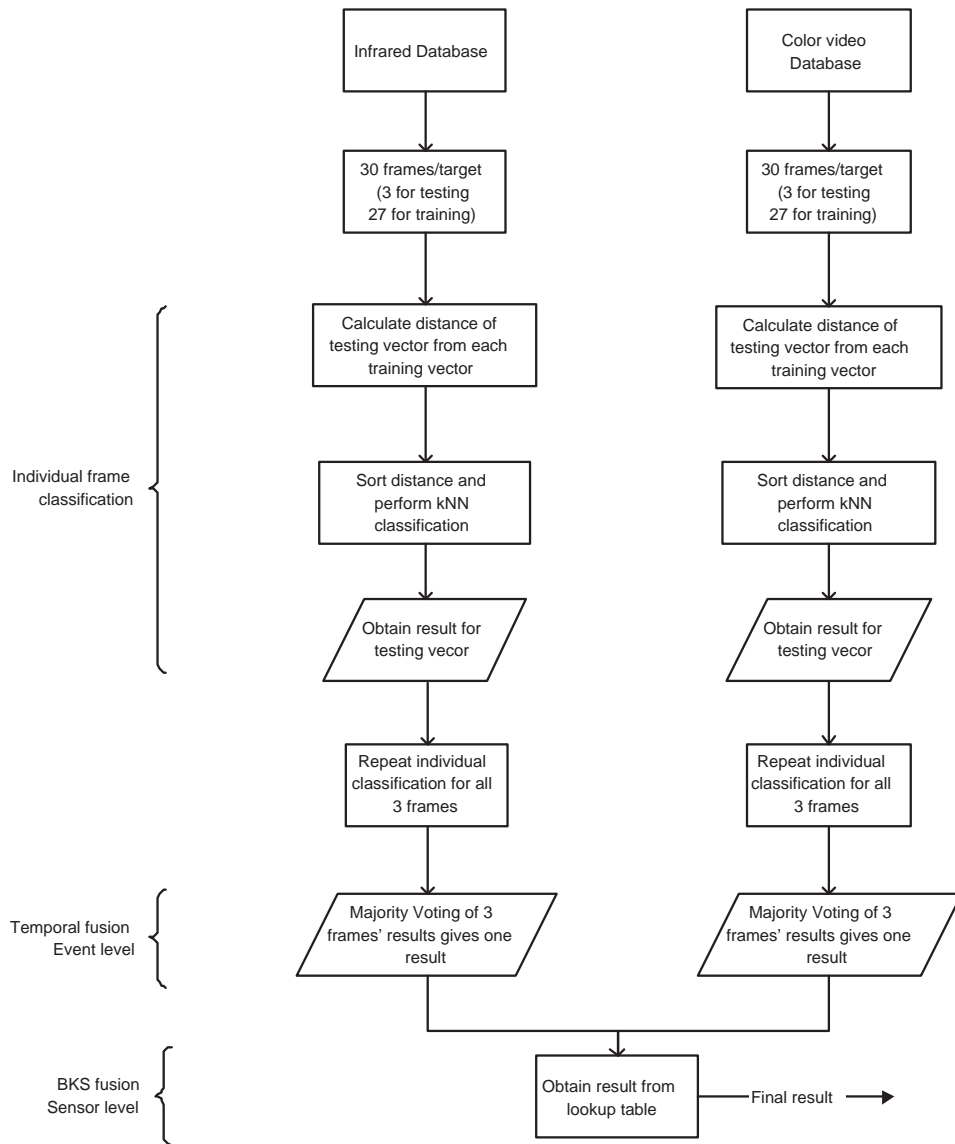 Infrared Database
Color video
Database
30 frames/target
(3 for testing
27 for training)
30 frames/target
(3 for testing
27 for training)
Individual frame
classification
Calculate distance of
testing vector from each
training vector
Calculate distance of
testing vector from each
training vector
Sort distance and
perform kNN
classification
Sort distance and
perform kNN
classification
Obtain result for
testing vecor
Obtain result for
testing vecor
Repeat individual
classification for all
3 frames
Repeat individual
classification for all
3 frames
Temporal fusion
Event level
Majority Voting of 3
frames’ results gives one
result
Majority Voting of 3
frames’ results gives one
result
BKS fusion
Sensor level
Obtain result from
lookup table
Final result